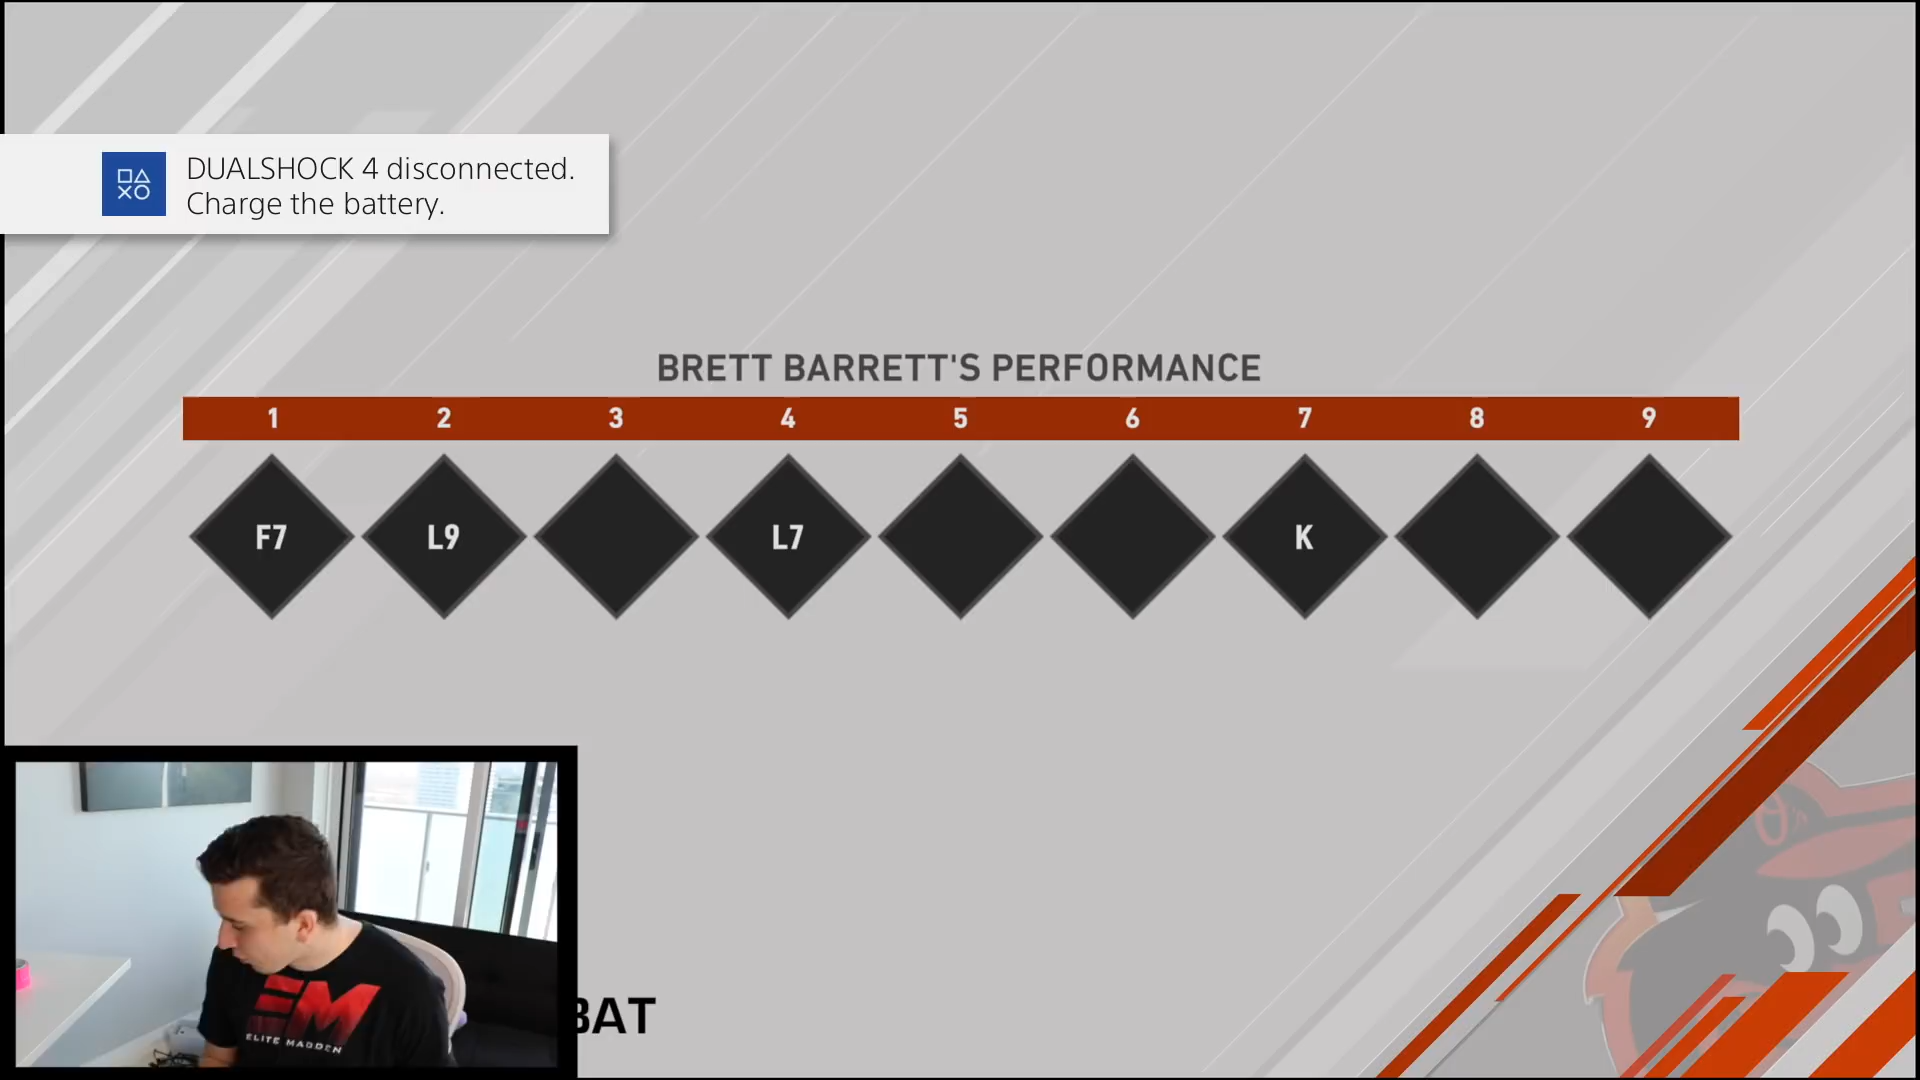 DUALSHOCK 4 disconnected.
Charge the battery.
BRETT BARRETT'S PERFORMANCE
1 2 3 4 5 6 7 8 9
F7 L9 L7 K
BAT
EM
ELITE MADDEN